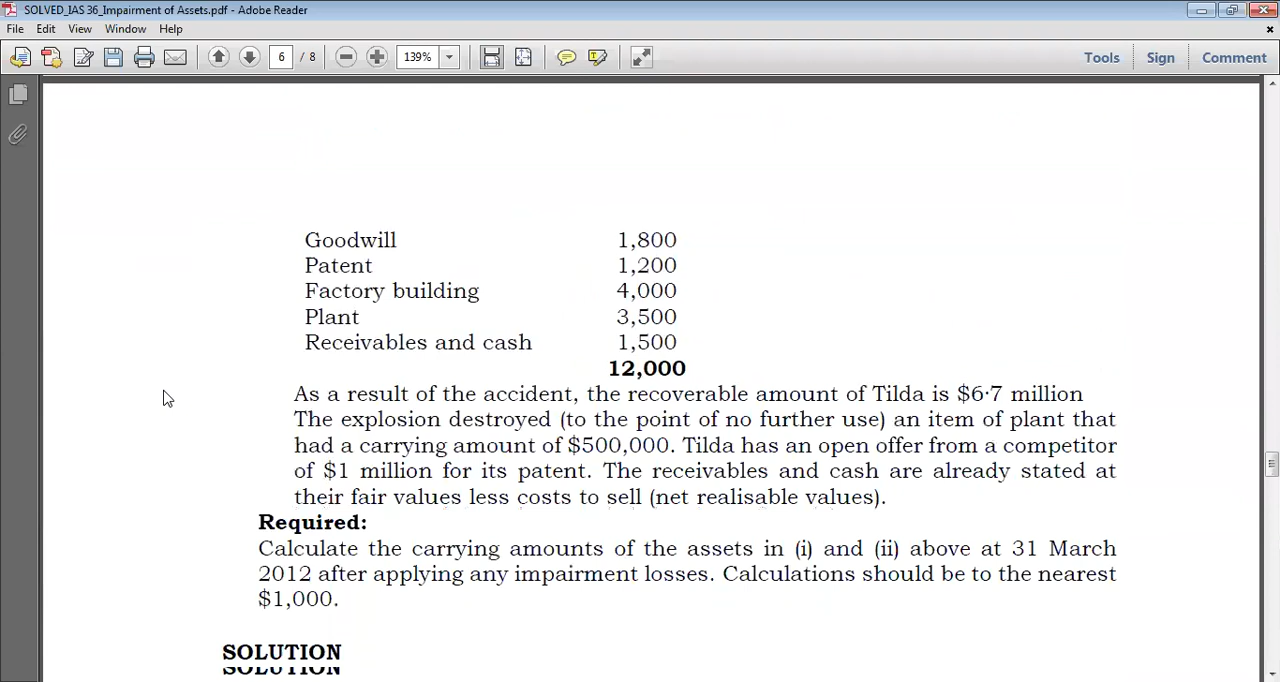 SOLVED_IAS 36_Impairment of Assets.pdf - Adobe Reader
File Edit View Window Help
6 / 8 139% Tools Sign Comment
Goodwill 1,800
Patent 1,200
Factory building 4,000
Plant 3,500
Receivables and cash 1,500
12,000
As a result of the accident, the recoverable amount of Tilda is $6·7 million
The explosion destroyed (to the point of no further use) an item of plant that
had a carrying amount of $500,000. Tilda has an open offer from a competitor
of $1 million for its patent. The receivables and cash are already stated at
their fair values less costs to sell (net realisable values).
Required:
Calculate the carrying amounts of the assets in (i) and (ii) above at 31 March
2012 after applying any impairment losses. Calculations should be to the nearest
$1,000.
SOLUTION
SOLUTION